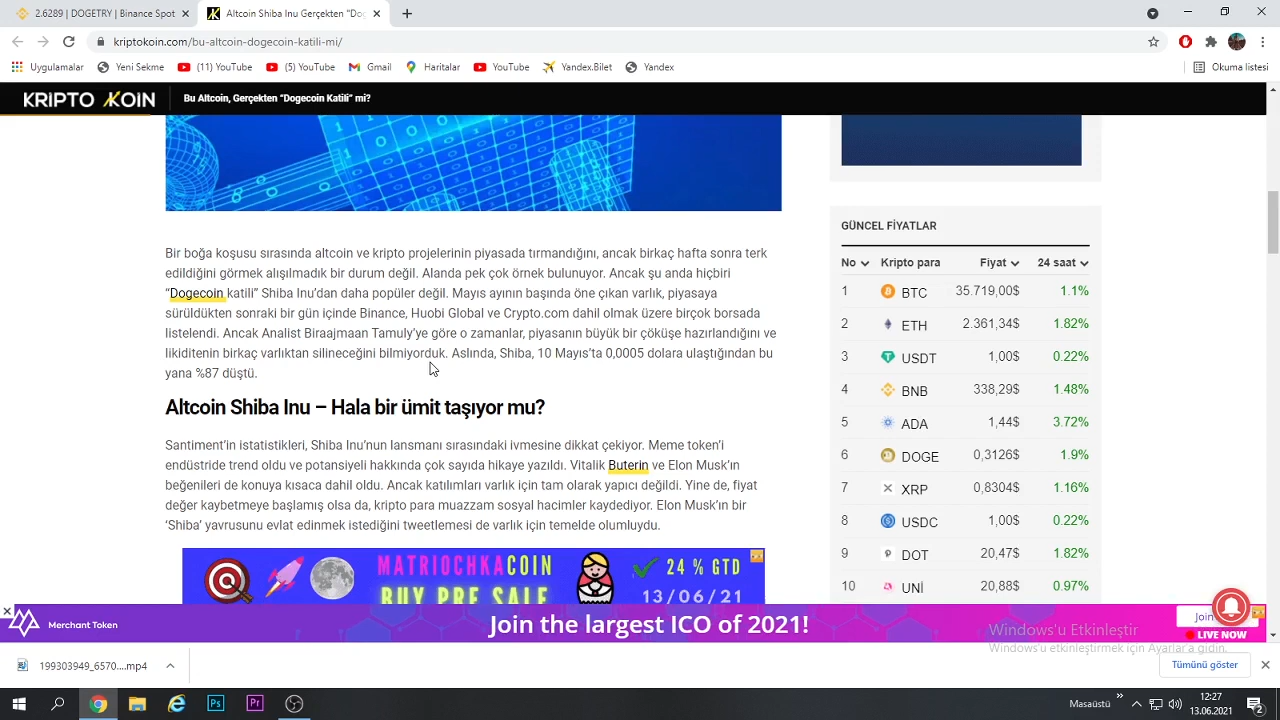 2.6289 | DOGETRY | Binance Spot
Altcoin Shiba Inu Gerçekten "Dog
kriptokoin.com/bu-altcoin-dogecoin-katili-mi/
Uygulamalar
Yeni Sekme
(11) YouTube
(5) YouTube
Gmail
Haritalar
YouTube
Yandex.Bilet
Yandex
Okuma listesi
KRIPTO KOIN
Bu Altcoin, Gerçekten "Dogecoin Katili" mi?
Bir boğa koşusu sırasında altcoin ve kripto projelerinin piyasada tırmandığını, ancak birkaç hafta sonra terk
edildiğini görmek alışılmadık bir durum değil. Alanda pek çok örnek bulunuyor. Ancak şu anda hiçbiri
"Dogecoin katili" Shiba Inu'dan daha popüler değil. Mayıs ayının başında öne çıkan varlık, piyasaya
sürüldükten sonraki bir gün içinde Binance, Huobi Global ve Crypto.com dahil olmak üzere birçok borsada
listelendi. Ancak Analist Biraajmaan Tamuly'ye göre o zamanlar, piyasanın büyük bir çöküşe hazırlandığını ve
likiditenin birkaç varlıktan silineceğini bilmiyorduk. Aslında, Shiba, 10 Mayıs'ta 0,0005 dolara ulaştığından bu
yana %87 düştü.
Altcoin Shiba Inu – Hala bir ümit taşıyor mu?
Santiment'in istatistikleri, Shiba Inu'nun lansmanı sırasındaki ivmesine dikkat çekiyor. Meme token'i
endüstride trend oldu ve potansiyeli hakkında çok sayıda hikaye yazıldı. Vitalik Buterin ve Elon Musk'ın
beğenileri de konuya kısaca dahil oldu. Ancak katılımları varlık için tam olarak yapıcı değildi. Yine de, fiyat
değer kaybetmeye başlamış olsa da, kripto para muazzam sosyal hacimler kaydediyor. Elon Musk'ın bir
'Shiba' yavrusunu evlat edinmek istediğini tweetlemesi de varlık için temelde olumluydu.
GÜNCEL FİYATLAR
No Kripto para Fiyat 24 saat
1 BTC 35.719,00$ 1.1%
2 ETH 2.361,34$ 1.82%
3 USDT 1,00$ 0.22%
4 BNB 338,29$ 1.48%
5 ADA 1,44$ 3.72%
6 DOGE 0,3126$ 1.9%
7 XRP 0,8304$ 1.16%
8 USDC 1,00$ 0.22%
9 DOT 20,47$ 1.82%
10 UNİ 20,88$ 0.97%
MATRIOCHKACOIN
BUY PRE SALE
24 % GTD
13/06/21
Merchant Token
Join the largest ICO of 2021!
Join
LIVE NOW
Windows'u Etkinleştir
Windows'u etkinleştirmek için Ayarlar'a gidin.
199303949_6570....mp4
Tümünü göster
Masaüstü
12:27
13.06.2021
2